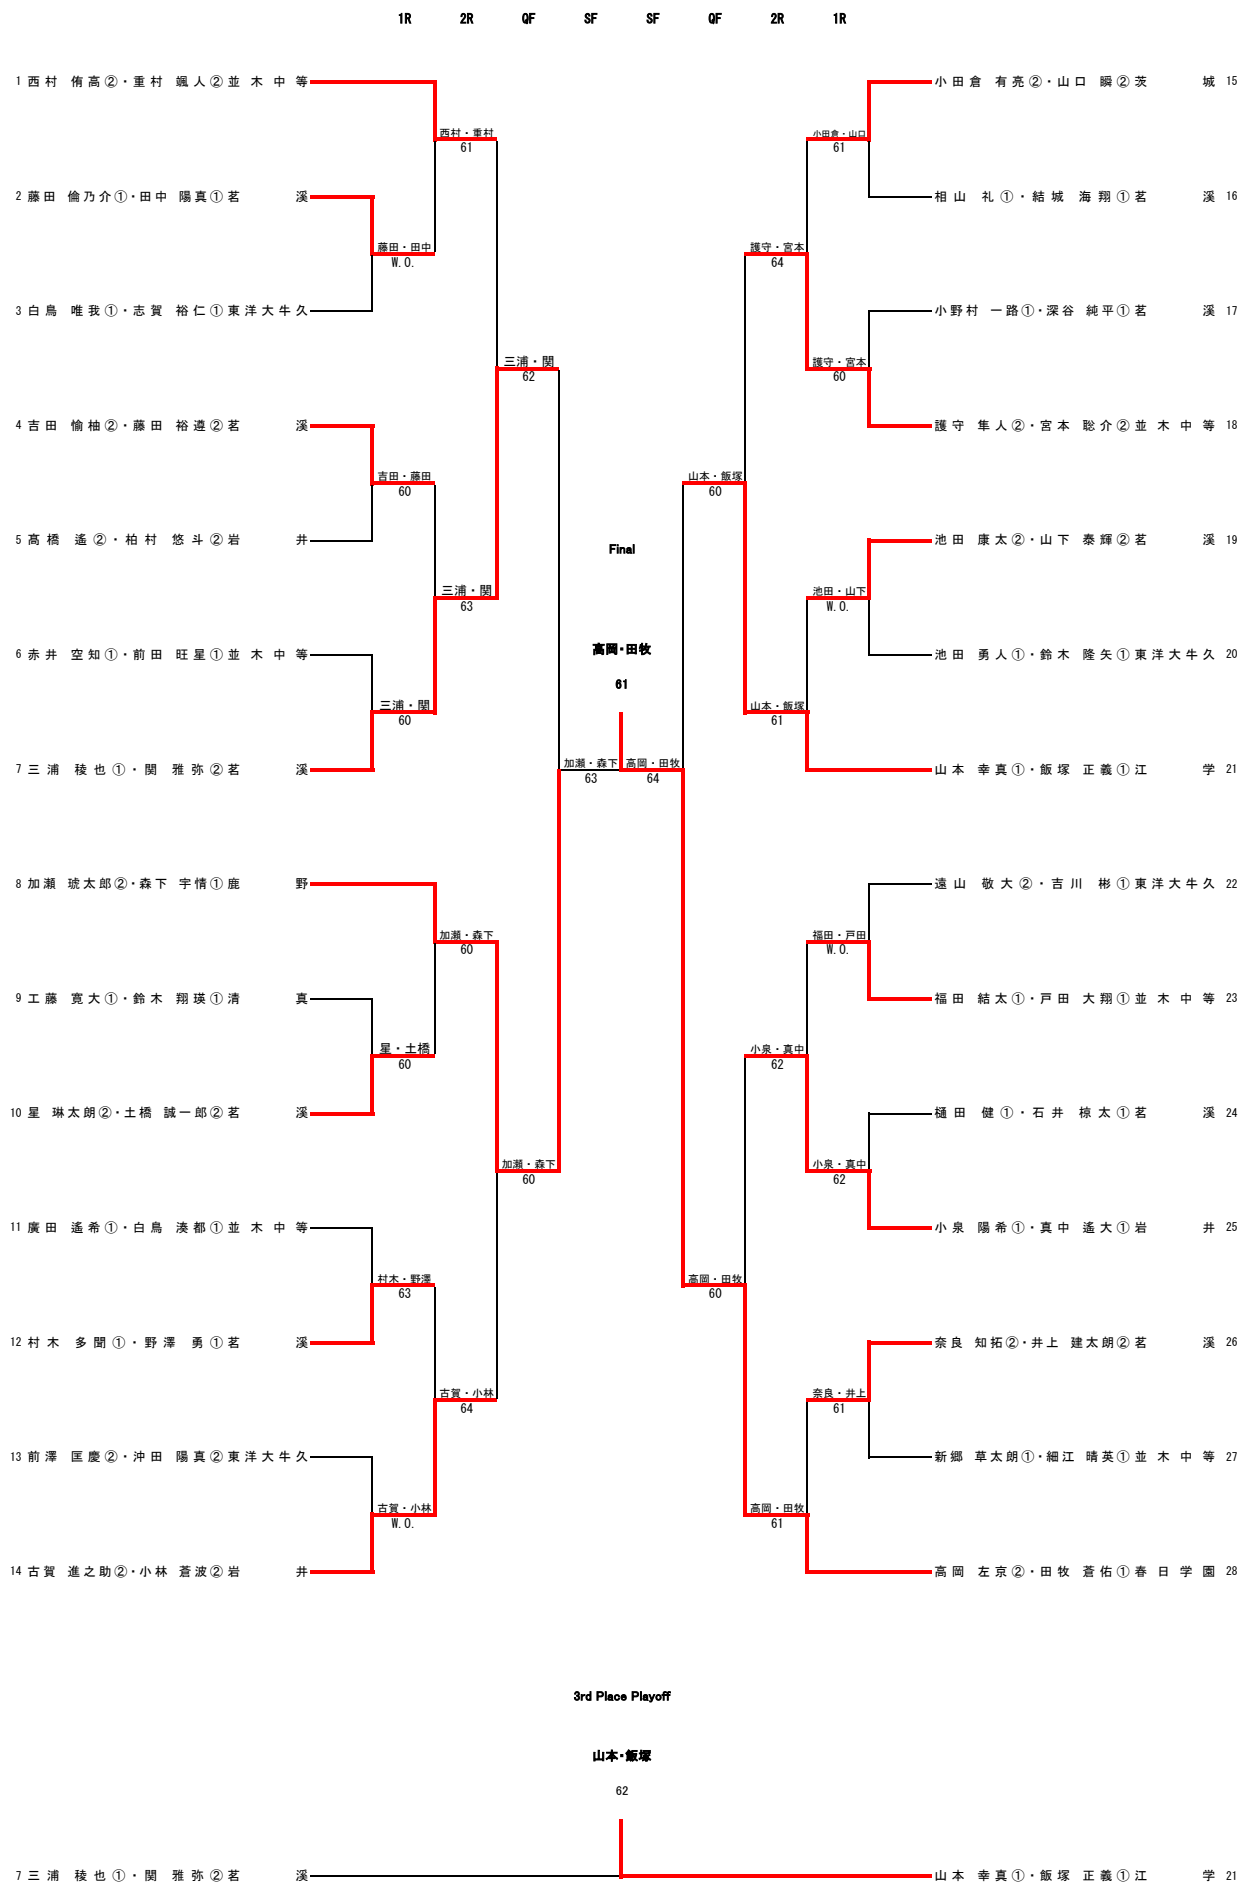 1R 2R QF SF SF QF 2R 1R
1 西村 侑高②・重村 颯人②並木中等
小田倉 有亮②・山口 瞬②茨城 15
西村・重村
61
小田倉・山口
61
2 藤田 倫乃介①・田中 陽真①茗溪
相山 礼①・結城 海翔①茗溪 16
藤田・田中
W.O.
護守・宮本
64
3 白鳥 唯我①・志賀 裕仁①東洋大牛久
小野村 一路①・深谷 純平①茗溪 17
三浦・関
62
護守・宮本
60
4 吉田 愉柚②・藤田 裕遵②茗溪
護守 隼人②・宮本 聡介②並木中等 18
吉田・藤田
60
山本・飯塚
60
5 髙橋 遙②・柏村 悠斗②岩井
Final
池田 康太②・山下 泰輝②茗溪 19
三浦・関
63
池田・山下
W.O.
6 赤井 空知①・前田 旺星①並木中等
高岡・田牧
61
池田 勇人①・鈴木 隆矢①東洋大牛久 20
三浦・関
60
山本・飯塚
61
7 三浦 稜也①・関 雅弥②茗溪
加瀬・森下
63
高岡・田牧
64
山本 幸真①・飯塚 正義①江学 21
8 加瀬 琥太郎②・森下 宇情①鹿野
遠山 敬大②・吉川 彬①東洋大牛久 22
加瀬・森下
60
福田・戸田
W.O.
9 工藤 寛大①・鈴木 翔瑛①清真
福田 結太①・戸田 大翔①並木中等 23
星・土橋
60
小泉・真中
62
10 星 琳太朗②・土橋 誠一郎②茗溪
樋田 健①・石井 椋太①茗溪 24
加瀬・森下
60
小泉・真中
62
11 廣田 遙希①・白鳥 湊都①並木中等
小泉 陽希①・真中 遙大①岩井 25
村木・野澤
63
高岡・田牧
60
12 村木 多聞①・野澤 勇①茗溪
奈良 知拓②・井上 建太朗②茗溪 26
古賀・小林
64
奈良・井上
61
13 前澤 匡慶②・沖田 陽真②東洋大牛久
新郷 草太朗①・細江 晴英①並木中等 27
古賀・小林
W.O.
高岡・田牧
61
14 古賀 進之助②・小林 蒼波②岩井
高岡 左京②・田牧 蒼佑①春日学園 28
3rd Place Playoff
山本・飯塚
62
7 三浦 稜也①・関 雅弥②茗溪
山本 幸真①・飯塚 正義①江学 21